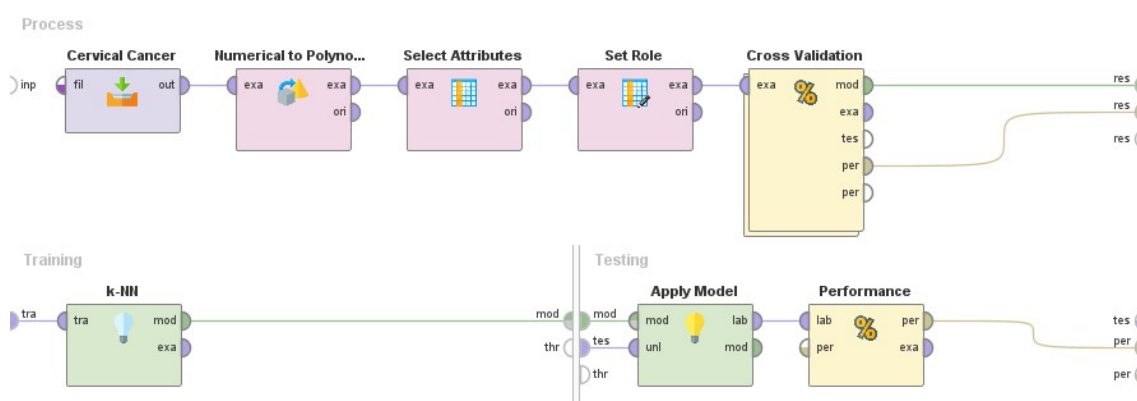 Process
Cervical Cancer Numerical to Polyno... Select Attributes Set Role Cross Validation
inp fil out exa exa exa exa exa exa exa mod res
ori ori ori exa res
tes res
per
per
Training Testing
k-NN Apply Model Performance
tra tra mod mod mod mod lab lab per tes
exa thr tes unl mod per exa per
thr per